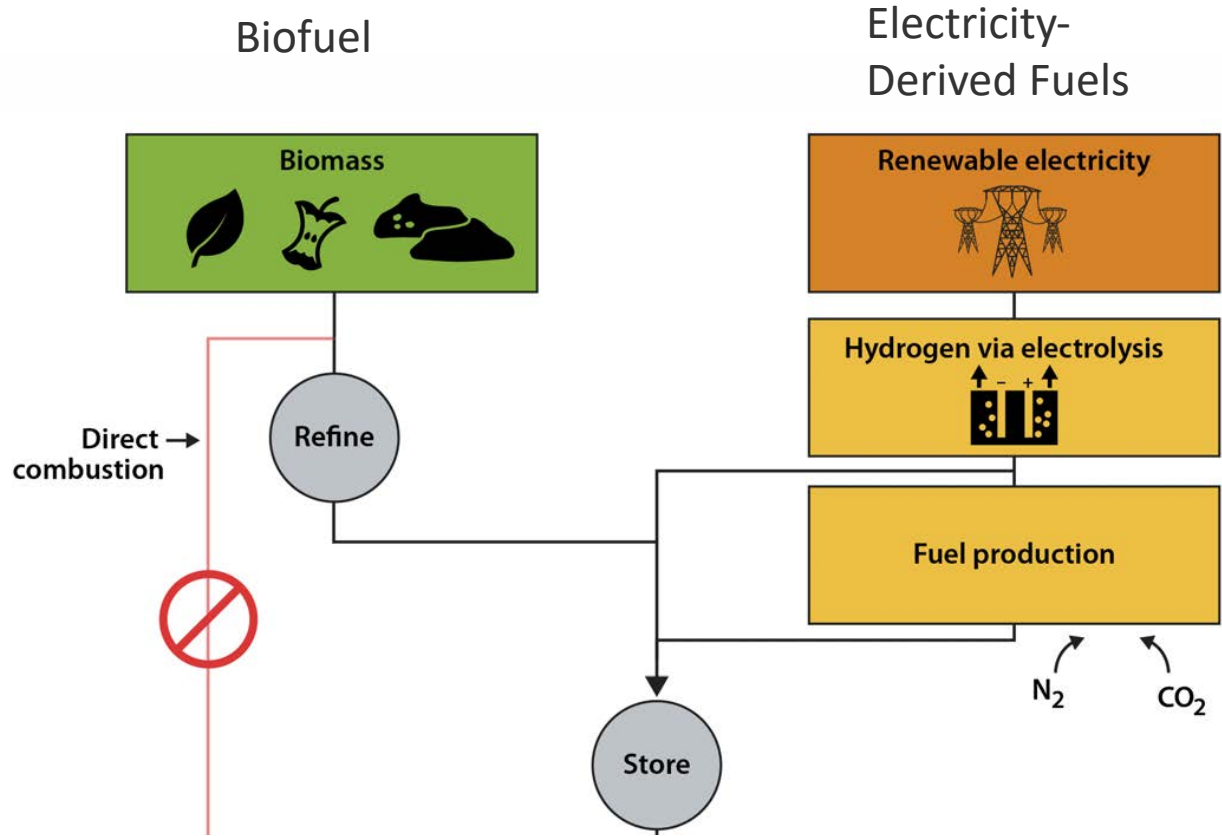 Biofuel
Electricity-
Derived Fuels
Biomass
Renewable electricity
Hydrogen via electrolysis
− +
Direct
combustion
Refine
Fuel production
N₂
CO₂
Store